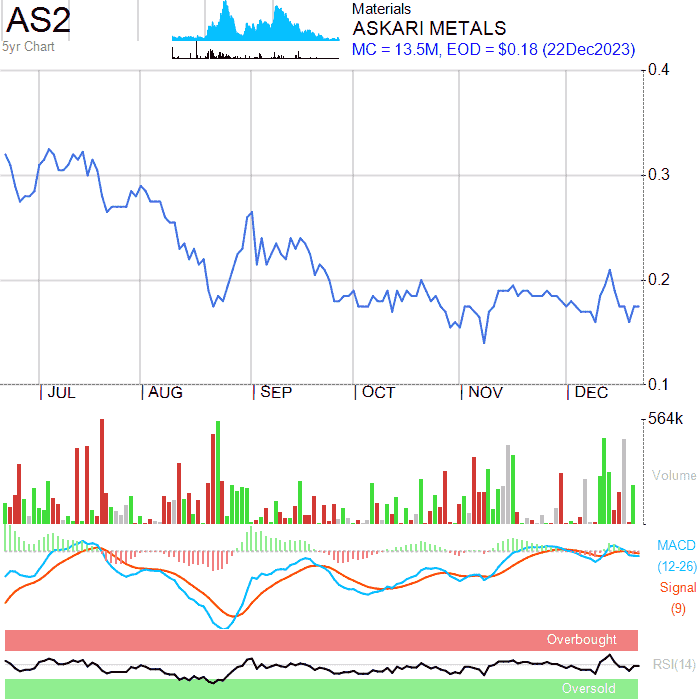 AS2
5yr Chart
Materials
ASKARI METALS
MC = 13.5M, EOD = $0.18 (22Dec2023)
0.4
0.3
0.2
0.1
JUL AUG SEP OCT NOV DEC
564k
Volume
MACD
(12-26)
Signal
(9)
Overbought
RSI(14)
Oversold